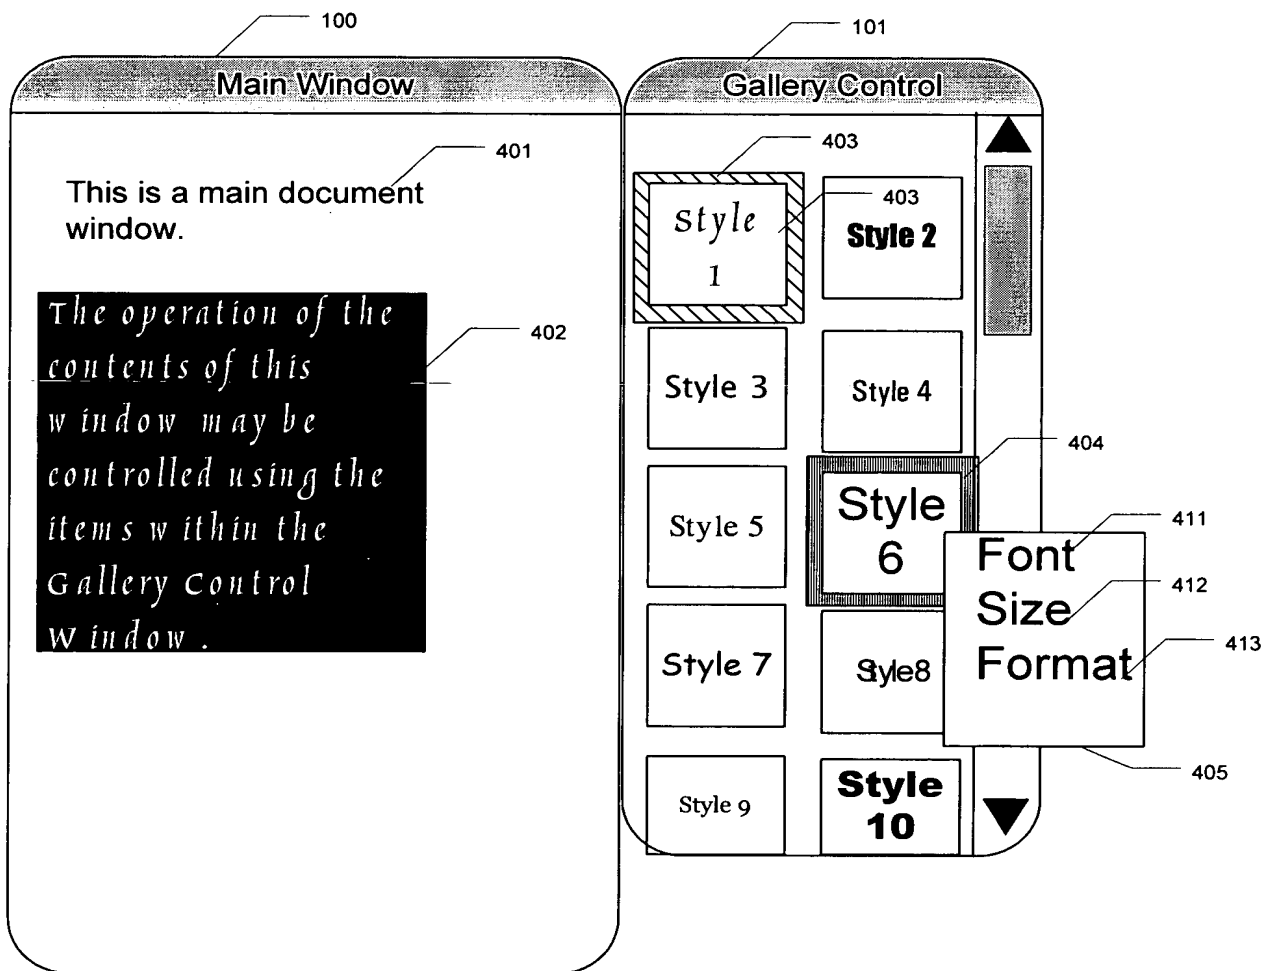 100
101
Main Window
Gallery Control
401
403
This is a main document
window.
403
Style
1
Style 2
The operation of the
contents of this
window may be
controlled using the
items within the
Gallery Control
Window.
402
Style 3
Style 4
404
Style 5
Style
6
411
Font
412
Size
413
Format
Style 7
Style8
405
Style 9
Style
10